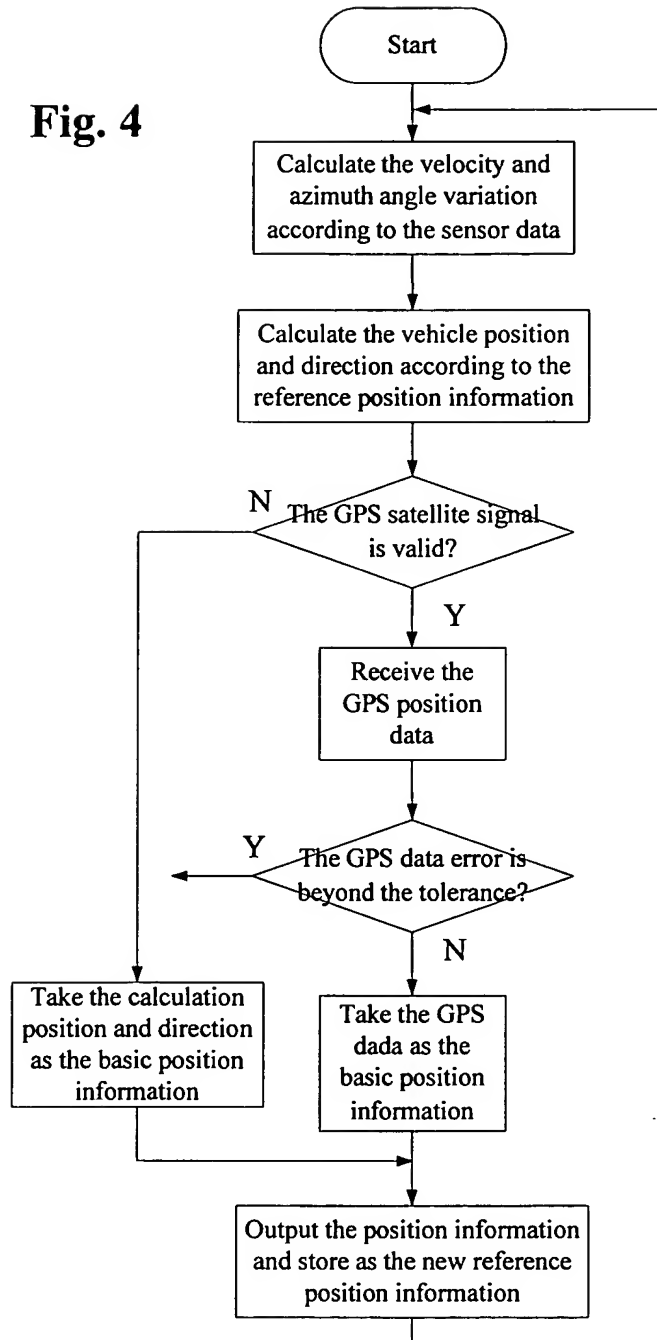 Start
Fig. 4
Calculate the velocity and
azimuth angle variation
according to the sensor data
Calculate the vehicle position
and direction according to the
reference position information
N
The GPS satellite signal
is valid?
Y
Receive the
GPS position
data
Y
The GPS data error is
beyond the tolerance?
N
Take the calculation
position and direction
as the basic position
information
Take the GPS
dada as the
basic position
information
Output the position information
and store as the new reference
position information